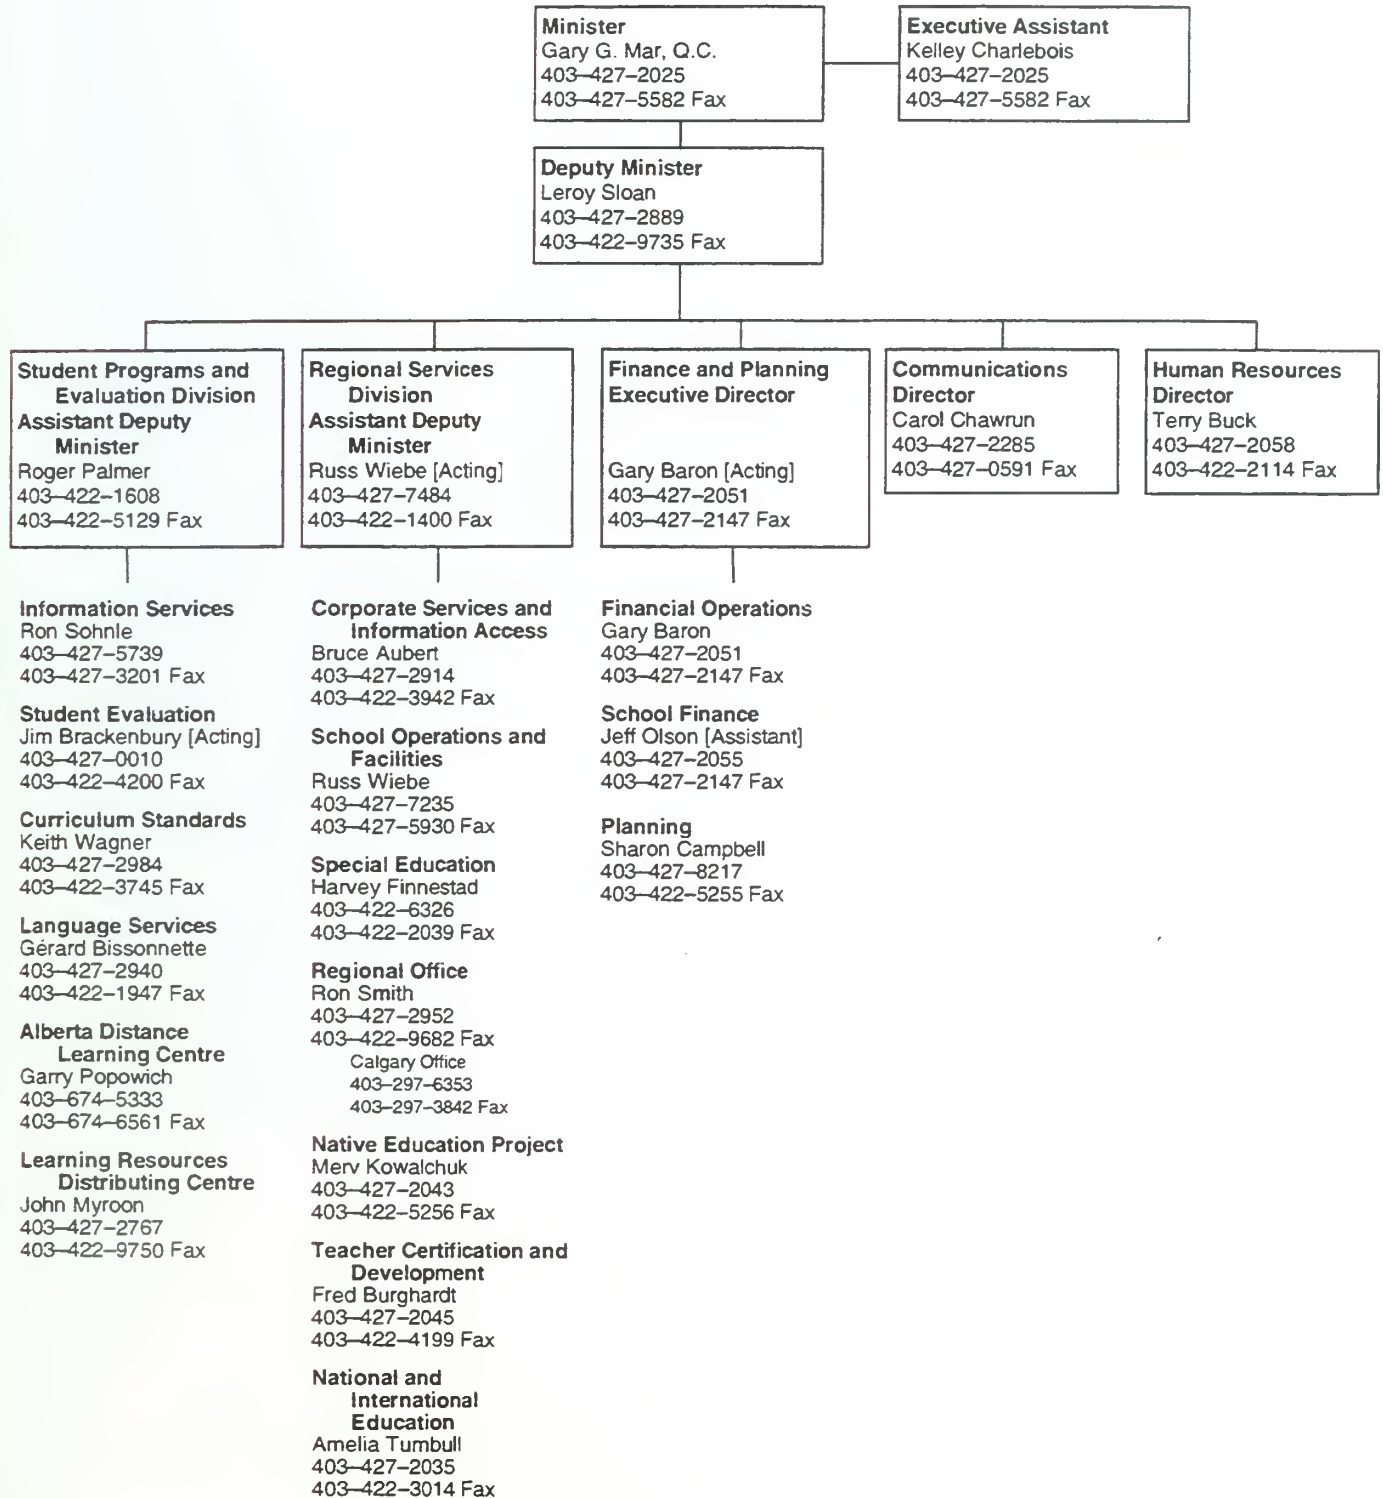 Minister
Gary G. Mar, Q.C.
403–427–2025
403–427–5582 Fax
Executive Assistant
Kelley Charlebois
403–427–2025
403–427–5582 Fax
Deputy Minister
Leroy Sloan
403–427–2889
403–422–9735 Fax
Student Programs and
Evaluation Division
Assistant Deputy
Minister
Roger Palmer
403–422–1608
403–422–5129 Fax
Regional Services
Division
Assistant Deputy
Minister
Russ Wiebe [Acting]
403–427–7484
403–422–1400 Fax
Finance and Planning
Executive Director
Gary Baron [Acting]
403–427–2051
403–427–2147 Fax
Communications
Director
Carol Chawrun
403–427–2285
403–427–0591 Fax
Human Resources
Director
Terry Buck
403–427–2058
403–422–2114 Fax
Information Services
Ron Sohnle
403–427–5739
403–427–3201 Fax
Student Evaluation
Jim Brackenbury [Acting]
403–427–0010
403–422–4200 Fax
Curriculum Standards
Keith Wagner
403–427–2984
403–422–3745 Fax
Language Services
Gérard Bissonnette
403–427–2940
403–422–1947 Fax
Alberta Distance
Learning Centre
Garry Popowich
403–674–5333
403–674–6561 Fax
Learning Resources
Distributing Centre
John Myroon
403–427–2767
403–422–9750 Fax
Corporate Services and
Information Access
Bruce Aubert
403–427–2914
403–422–3942 Fax
School Operations and
Facilities
Russ Wiebe
403–427–7235
403–427–5930 Fax
Special Education
Harvey Finnestad
403–422–6326
403–422–2039 Fax
Regional Office
Ron Smith
403–427–2952
403–422–9682 Fax
Calgary Office
403–297–6353
403–297–3842 Fax
Native Education Project
Merv Kowalchuk
403–427–2043
403–422–5256 Fax
Teacher Certification and
Development
Fred Burghardt
403–427–2045
403–422–4199 Fax
National and
International
Education
Amelia Turnbull
403–427–2035
403–422–3014 Fax
Financial Operations
Gary Baron
403–427–2051
403–427–2147 Fax
School Finance
Jeff Olson [Assistant]
403–427–2055
403–427–2147 Fax
Planning
Sharon Campbell
403–427–8217
403–422–5255 Fax